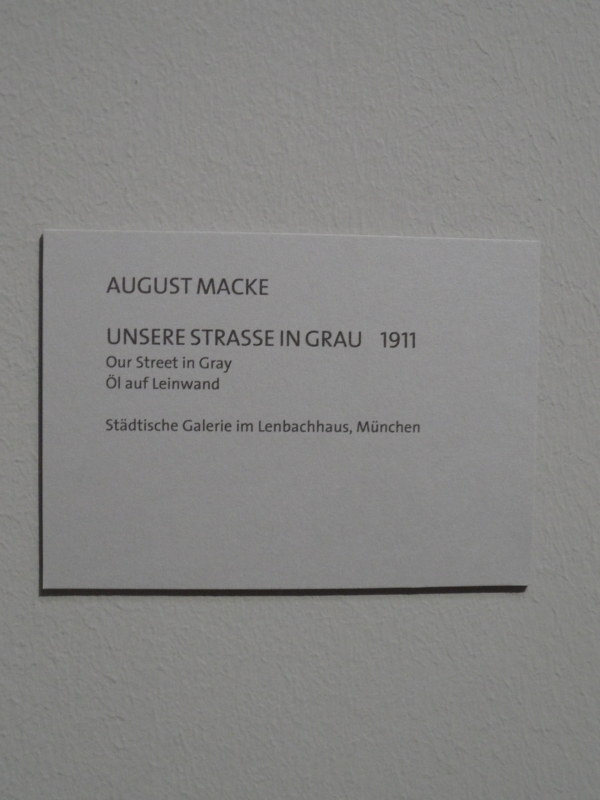 AUGUST MACKE
UNSERE STRASSE IN GRAU 1911
Our Street in Gray
Öl auf Leinwand
Städtische Galerie im Lenbachhaus, München